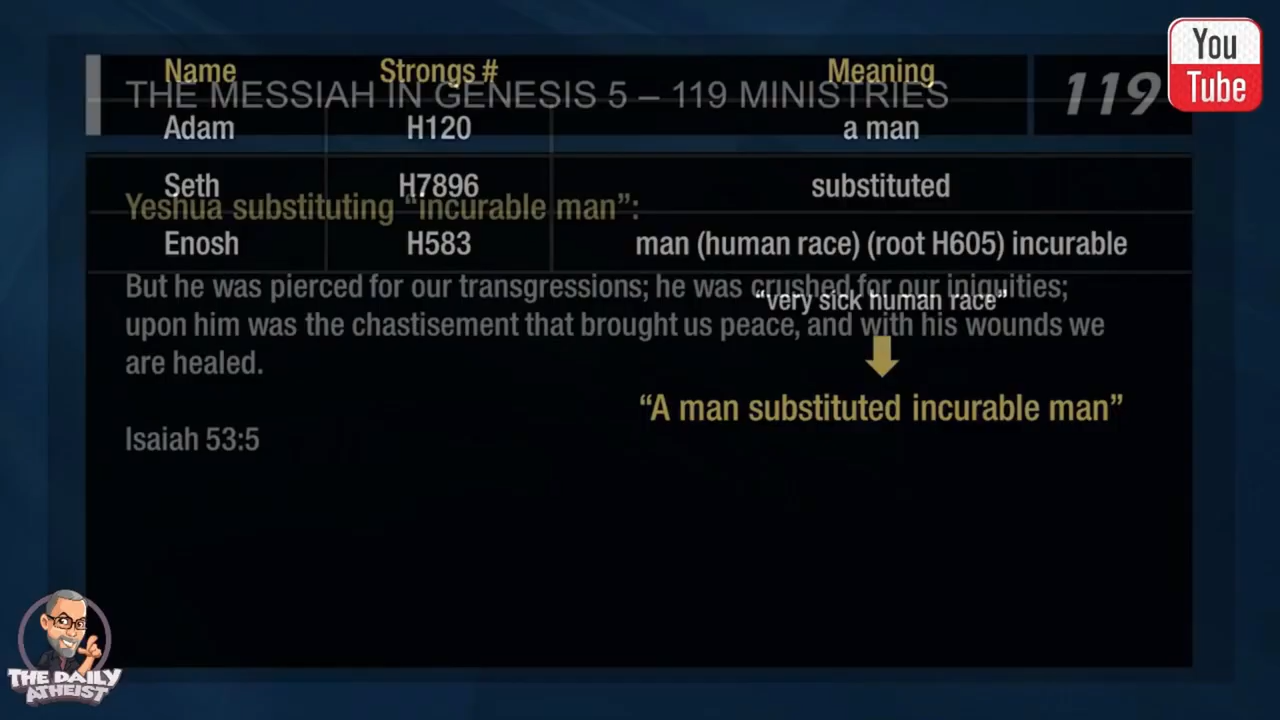 You
Tube
Name Strongs # Meaning
THE MESSIAH IN GENESIS 5 – 119 MINISTRIES
119
Adam H120 a man
Seth H7896 substituted
Yeshua substituting “incurable man”:
Enosh H583 man (human race) (root H605) incurable
But he was pierced for our transgressions; he was crushed for our iniquities;
“very sick human race”
upon him was the chastisement that brought us peace, and with his wounds we
are healed.
“A man substituted incurable man”
Isaiah 53:5
THE DAILY
ATHEIST